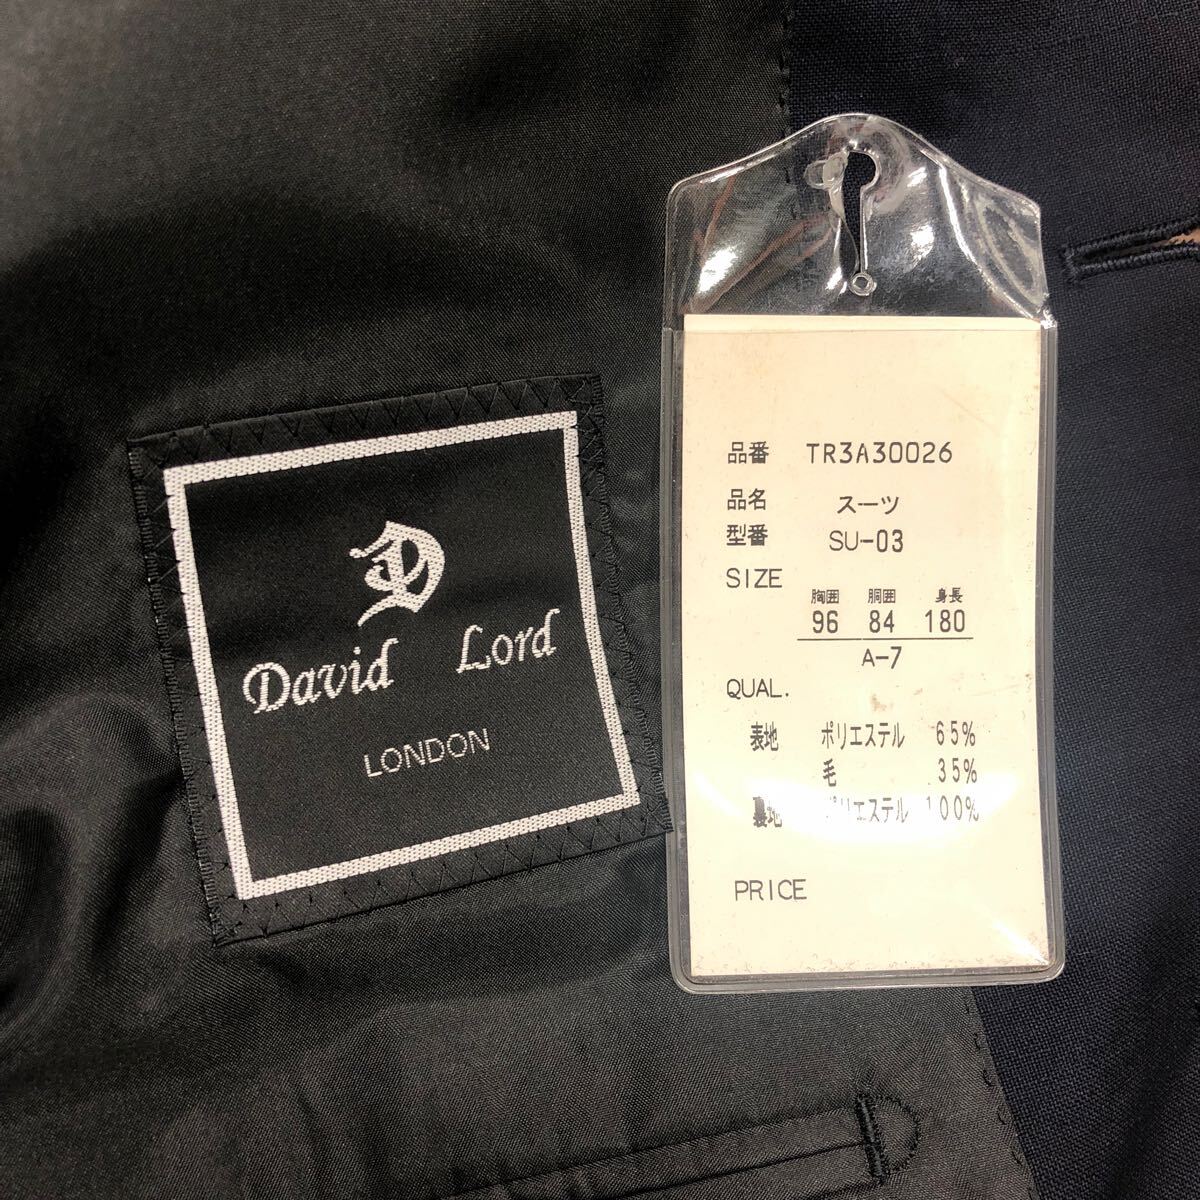 D
David Lord
LONDON
品番 TR3A30026
品名 スーツ
型番 SU-03
SIZE
胸囲 胴囲 身長
96 84 180
A-7
QUAL.
表地 ポリエステル 65%
毛 35%
裏地 ポリエステル 100%
PRICE